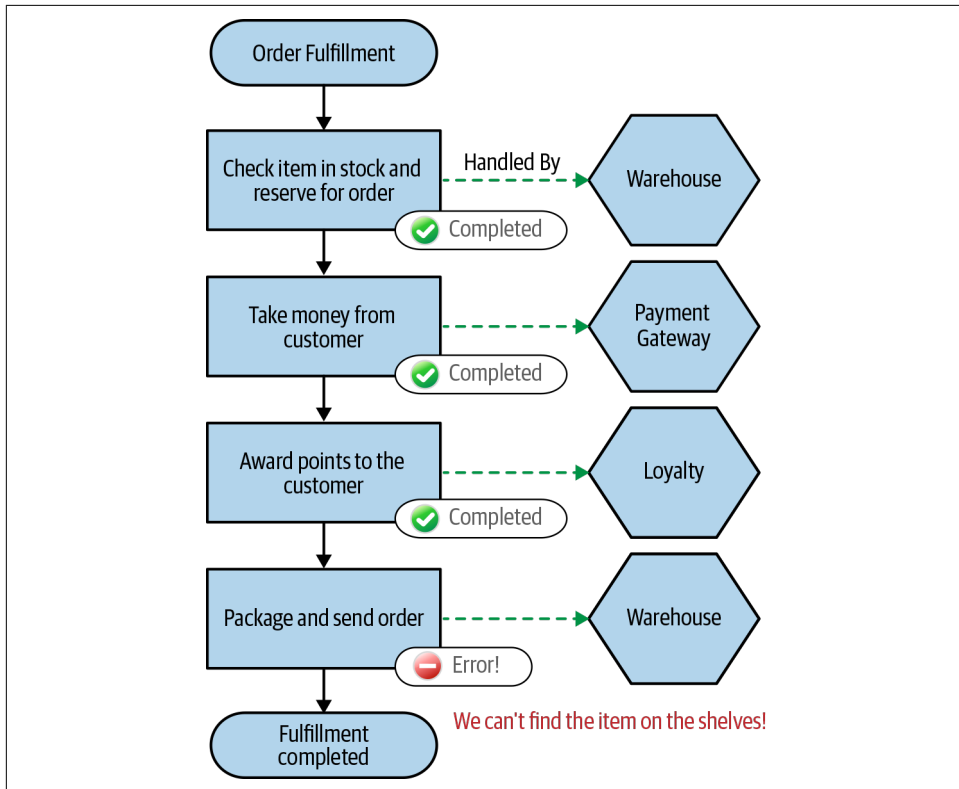 Order Fulfillment
Check item in stock and
reserve for order
Handled By
Warehouse
Completed
Take money from
customer
Payment
Gateway
Completed
Award points to the
customer
Loyalty
Completed
Package and send order
Warehouse
Error!
We can't find the item on the shelves!
Fulfillment
completed